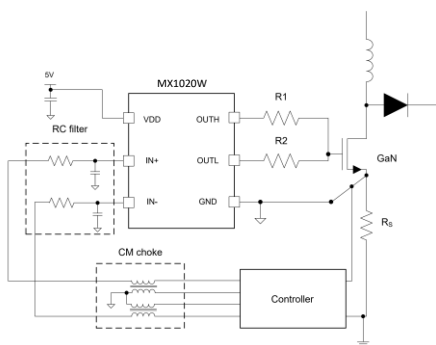 MX1020W
5V
VDD
OUTH
R1
RC filter
IN+
OUTL
R2
GaN
IN-
GND
RS
CM choke
Controller